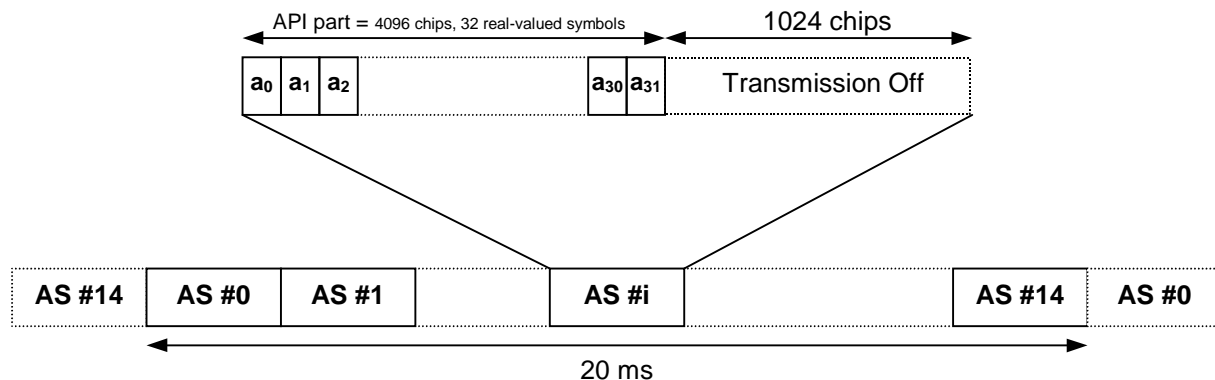 API part = 4096 chips, 32 real-valued symbols
1024 chips
a0 a1 a2 a30 a31 Transmission Off
AS #14 AS #0 AS #1 AS #i AS #14 AS #0
20 ms